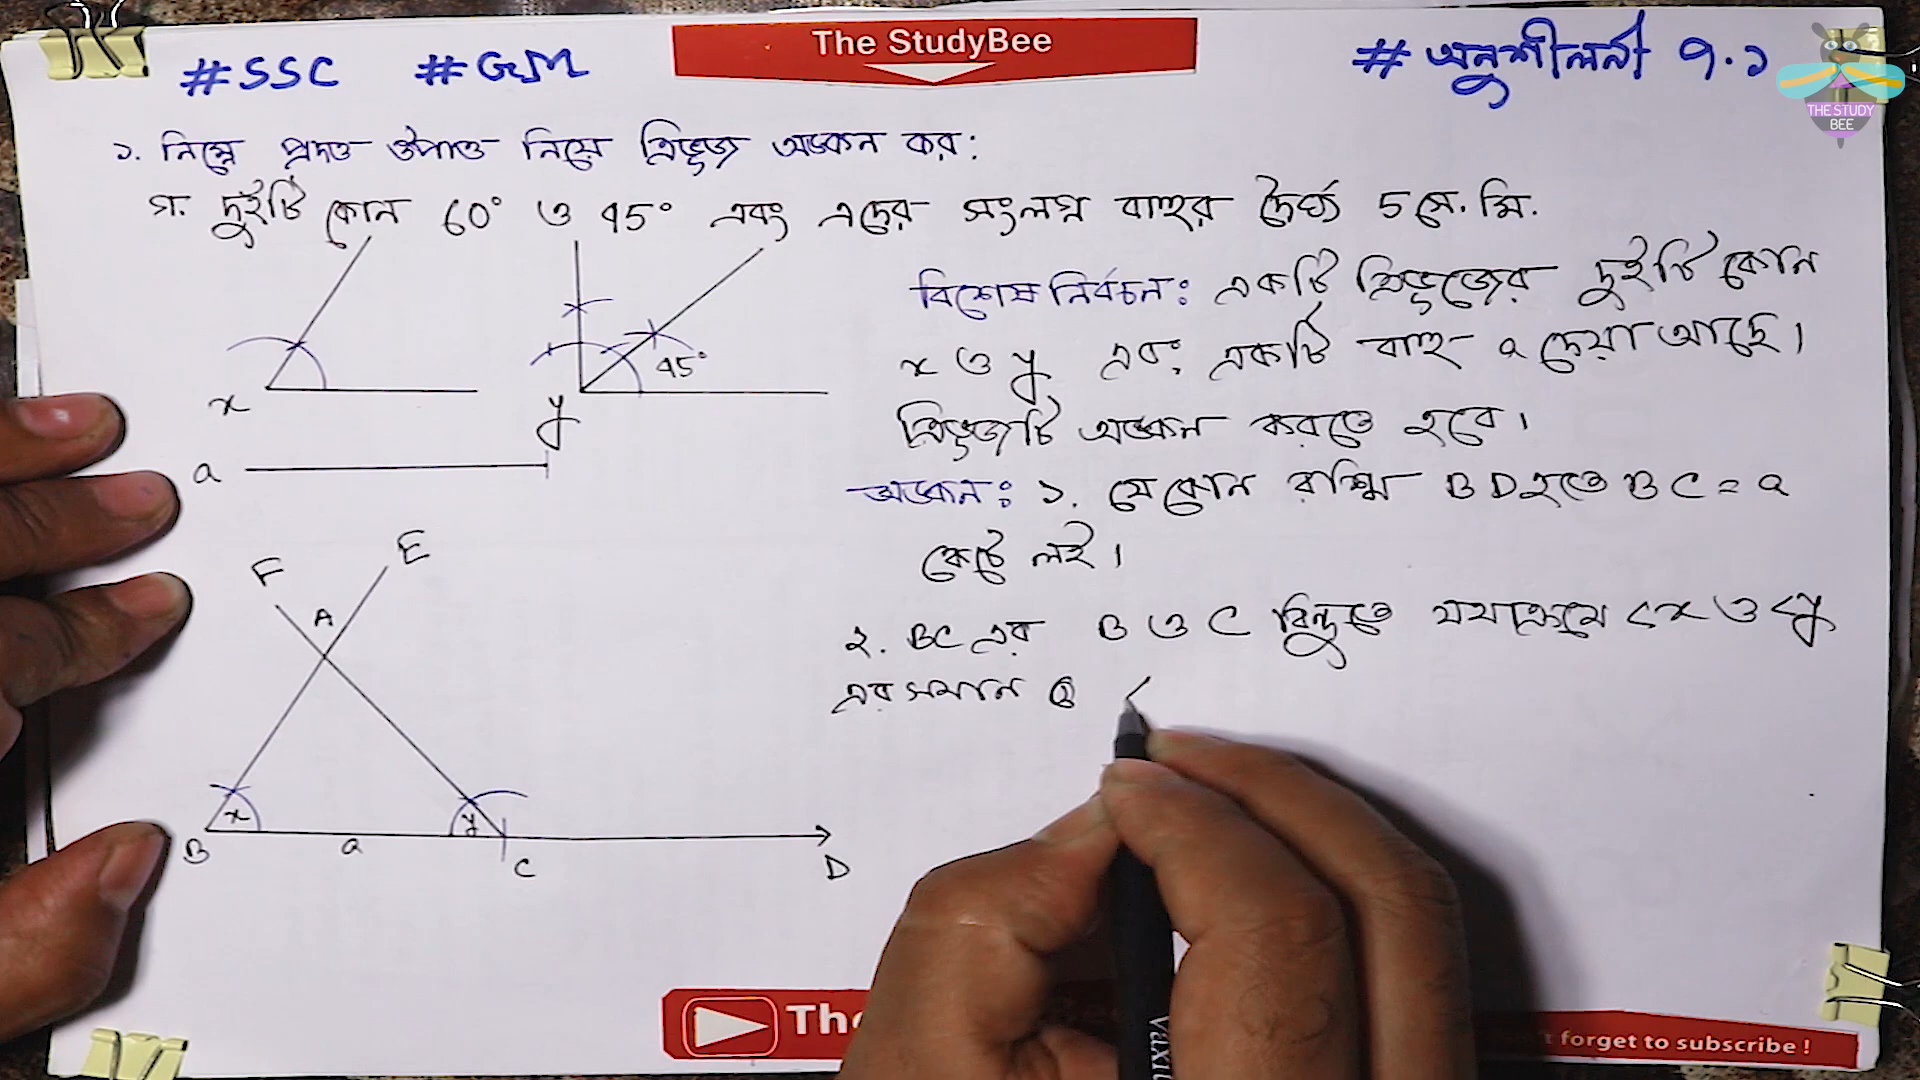 The StudyBee
#SSC #GM
#অনুশীলনী ৭.১
THE STUDY
BEE
১. নিম্নে প্রদত্ত উপাত্ত নিয়ে ত্রিভুজ অঙ্কন কর:
গ. দুইটি কোন 60° ও 45° এবং এদের সংলগ্ন বাহুর দৈর্ঘ্য 5 সে. মি.
বিশেষ নির্বচন: একটি ত্রিভুজের দুইটি কোন
x ও y এবং একটি বাহু a দেয়া আছে।
ত্রিভুজটি অঙ্কন করতে হবে।
অঙ্কন: ১. যে কোন রশ্মি BD হতে BC = a
কেটে লই।
২. BC এর B ও C বিন্দুতে যথাক্রমে <x ও <y
এর সমান <
x
y
45°
a
F
E
A
x
y
B
a
C
D
forget to subscribe !